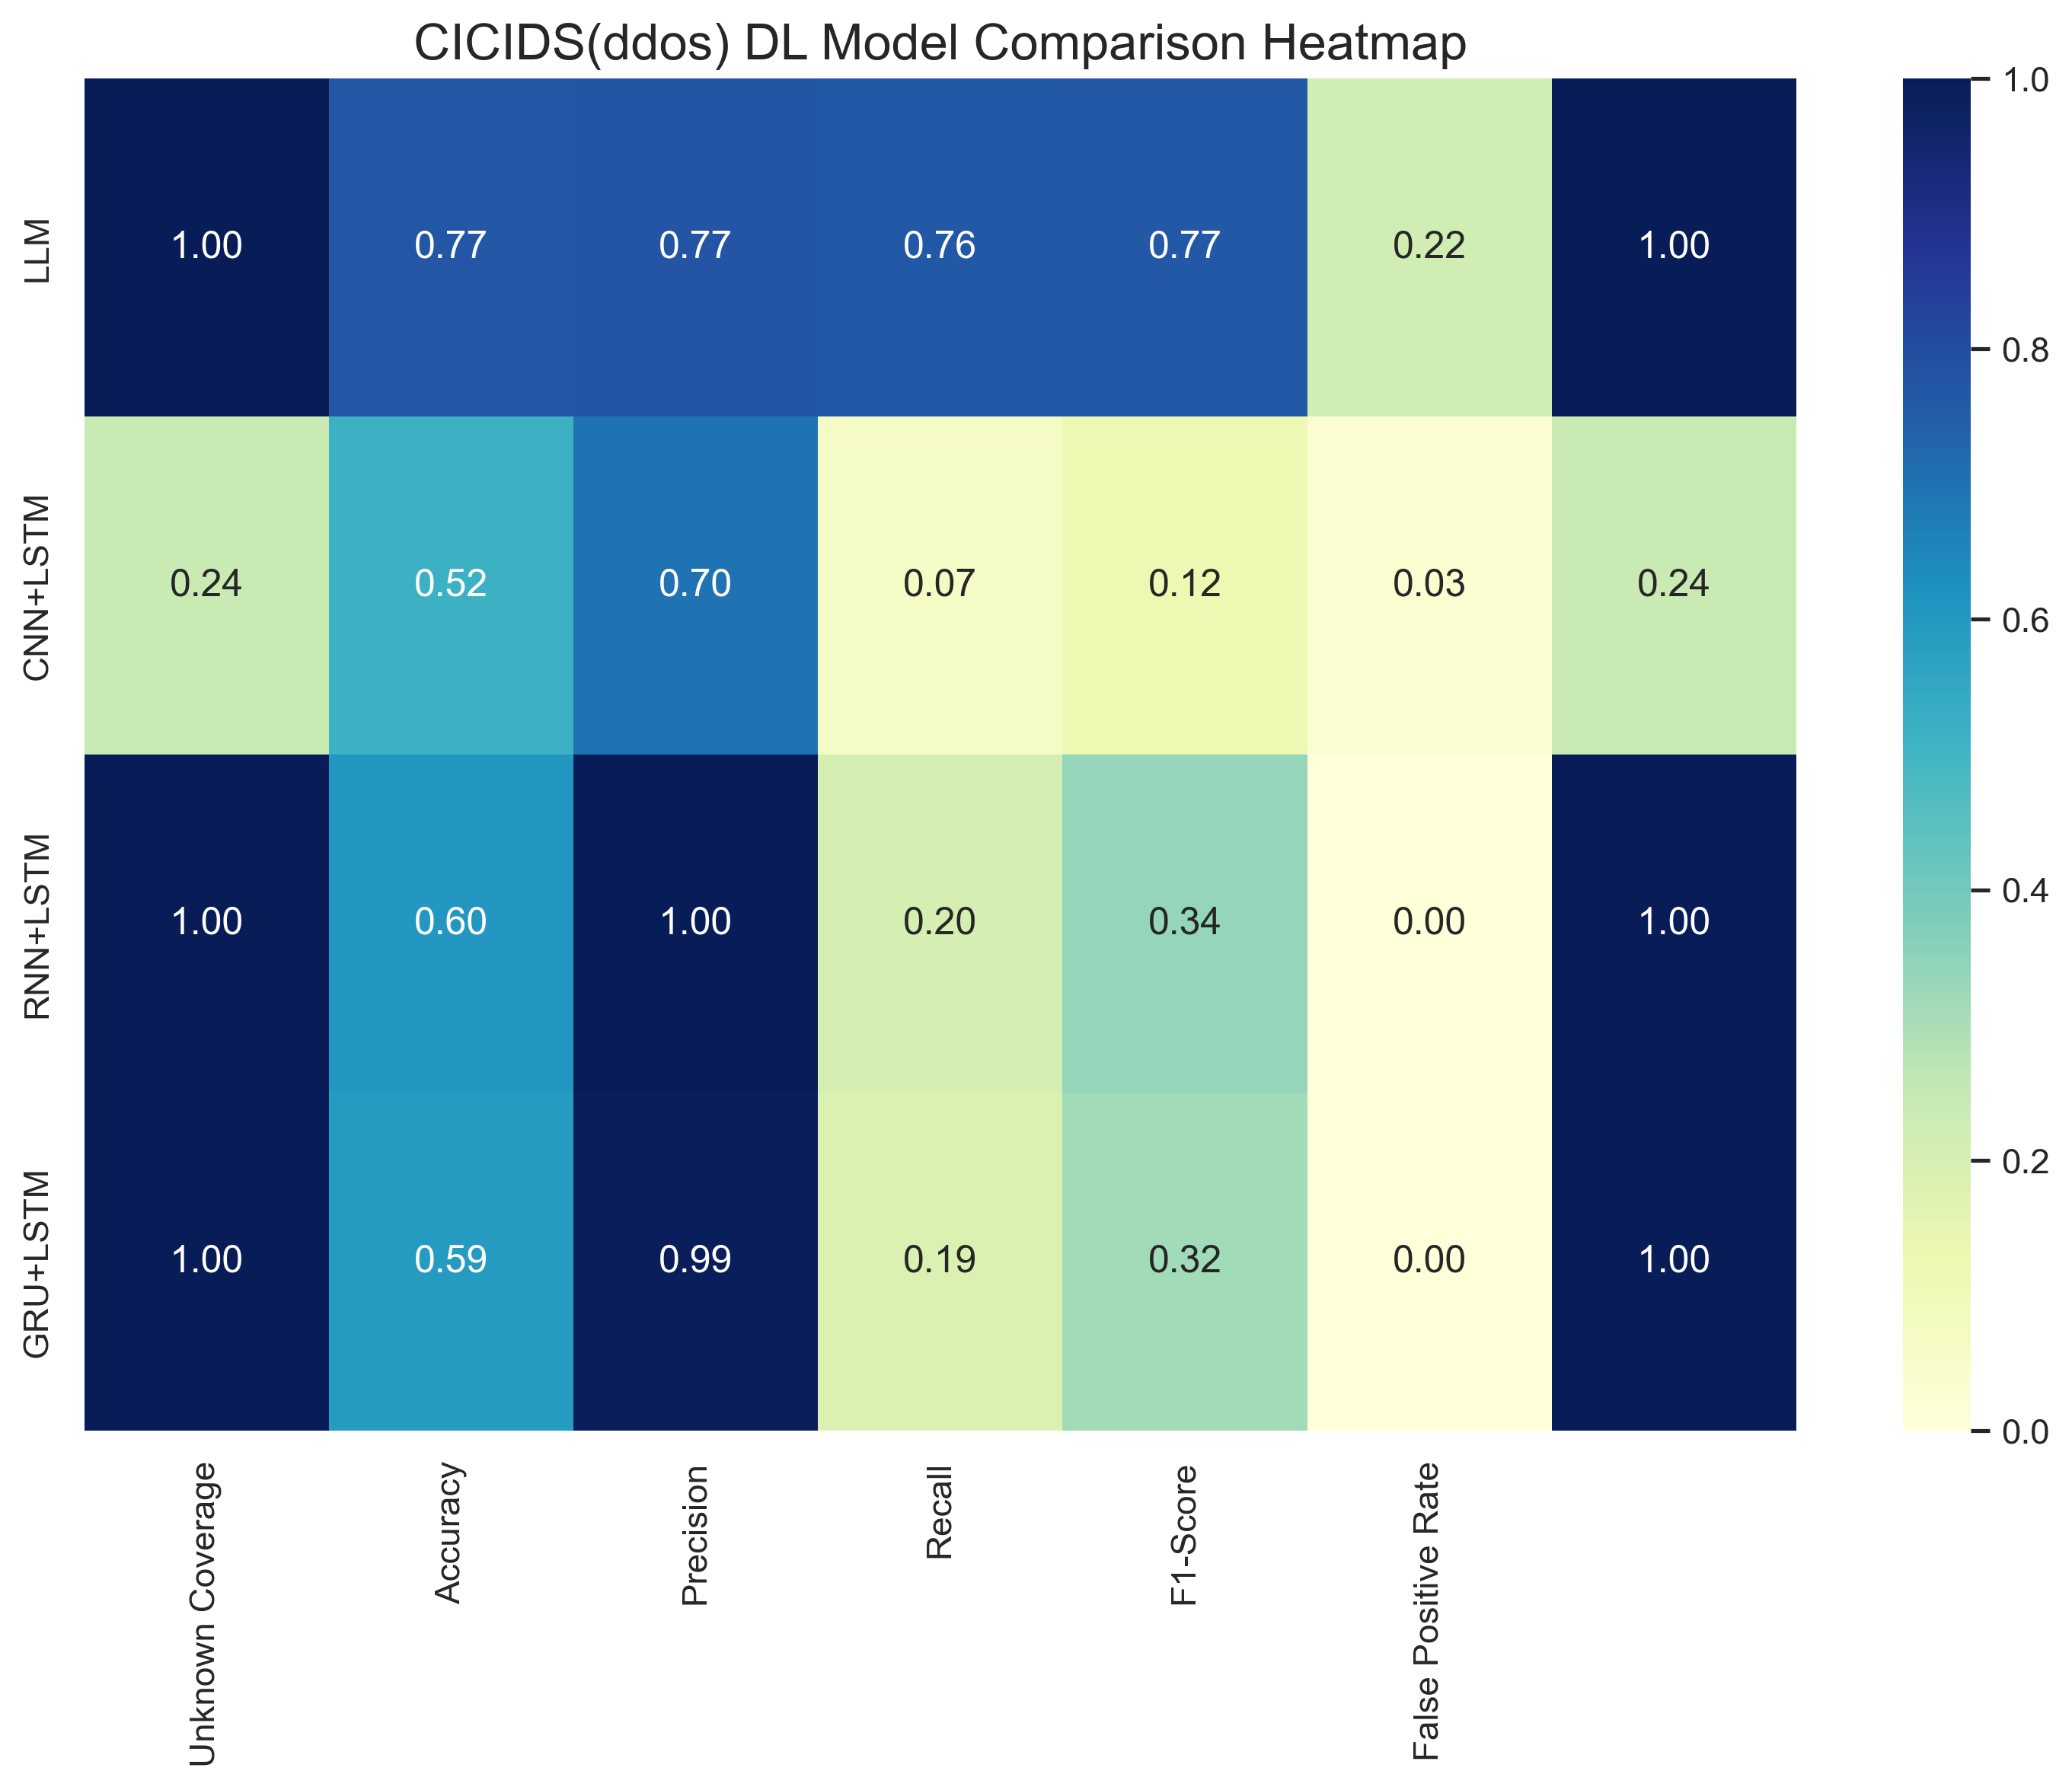 CICIDS(ddos) DL Model Comparison Heatmap
LLM
1.00 0.77 0.77 0.76 0.77 0.22 1.00
CNN+LSTM
0.24 0.52 0.70 0.07 0.12 0.03 0.24
RNN+LSTM
1.00 0.60 1.00 0.20 0.34 0.00 1.00
GRU+LSTM
1.00 0.59 0.99 0.19 0.32 0.00 1.00
Unknown Coverage
Accuracy
Precision
Recall
F1-Score
False Positive Rate
1.0
0.8
0.6
0.4
0.2
0.0